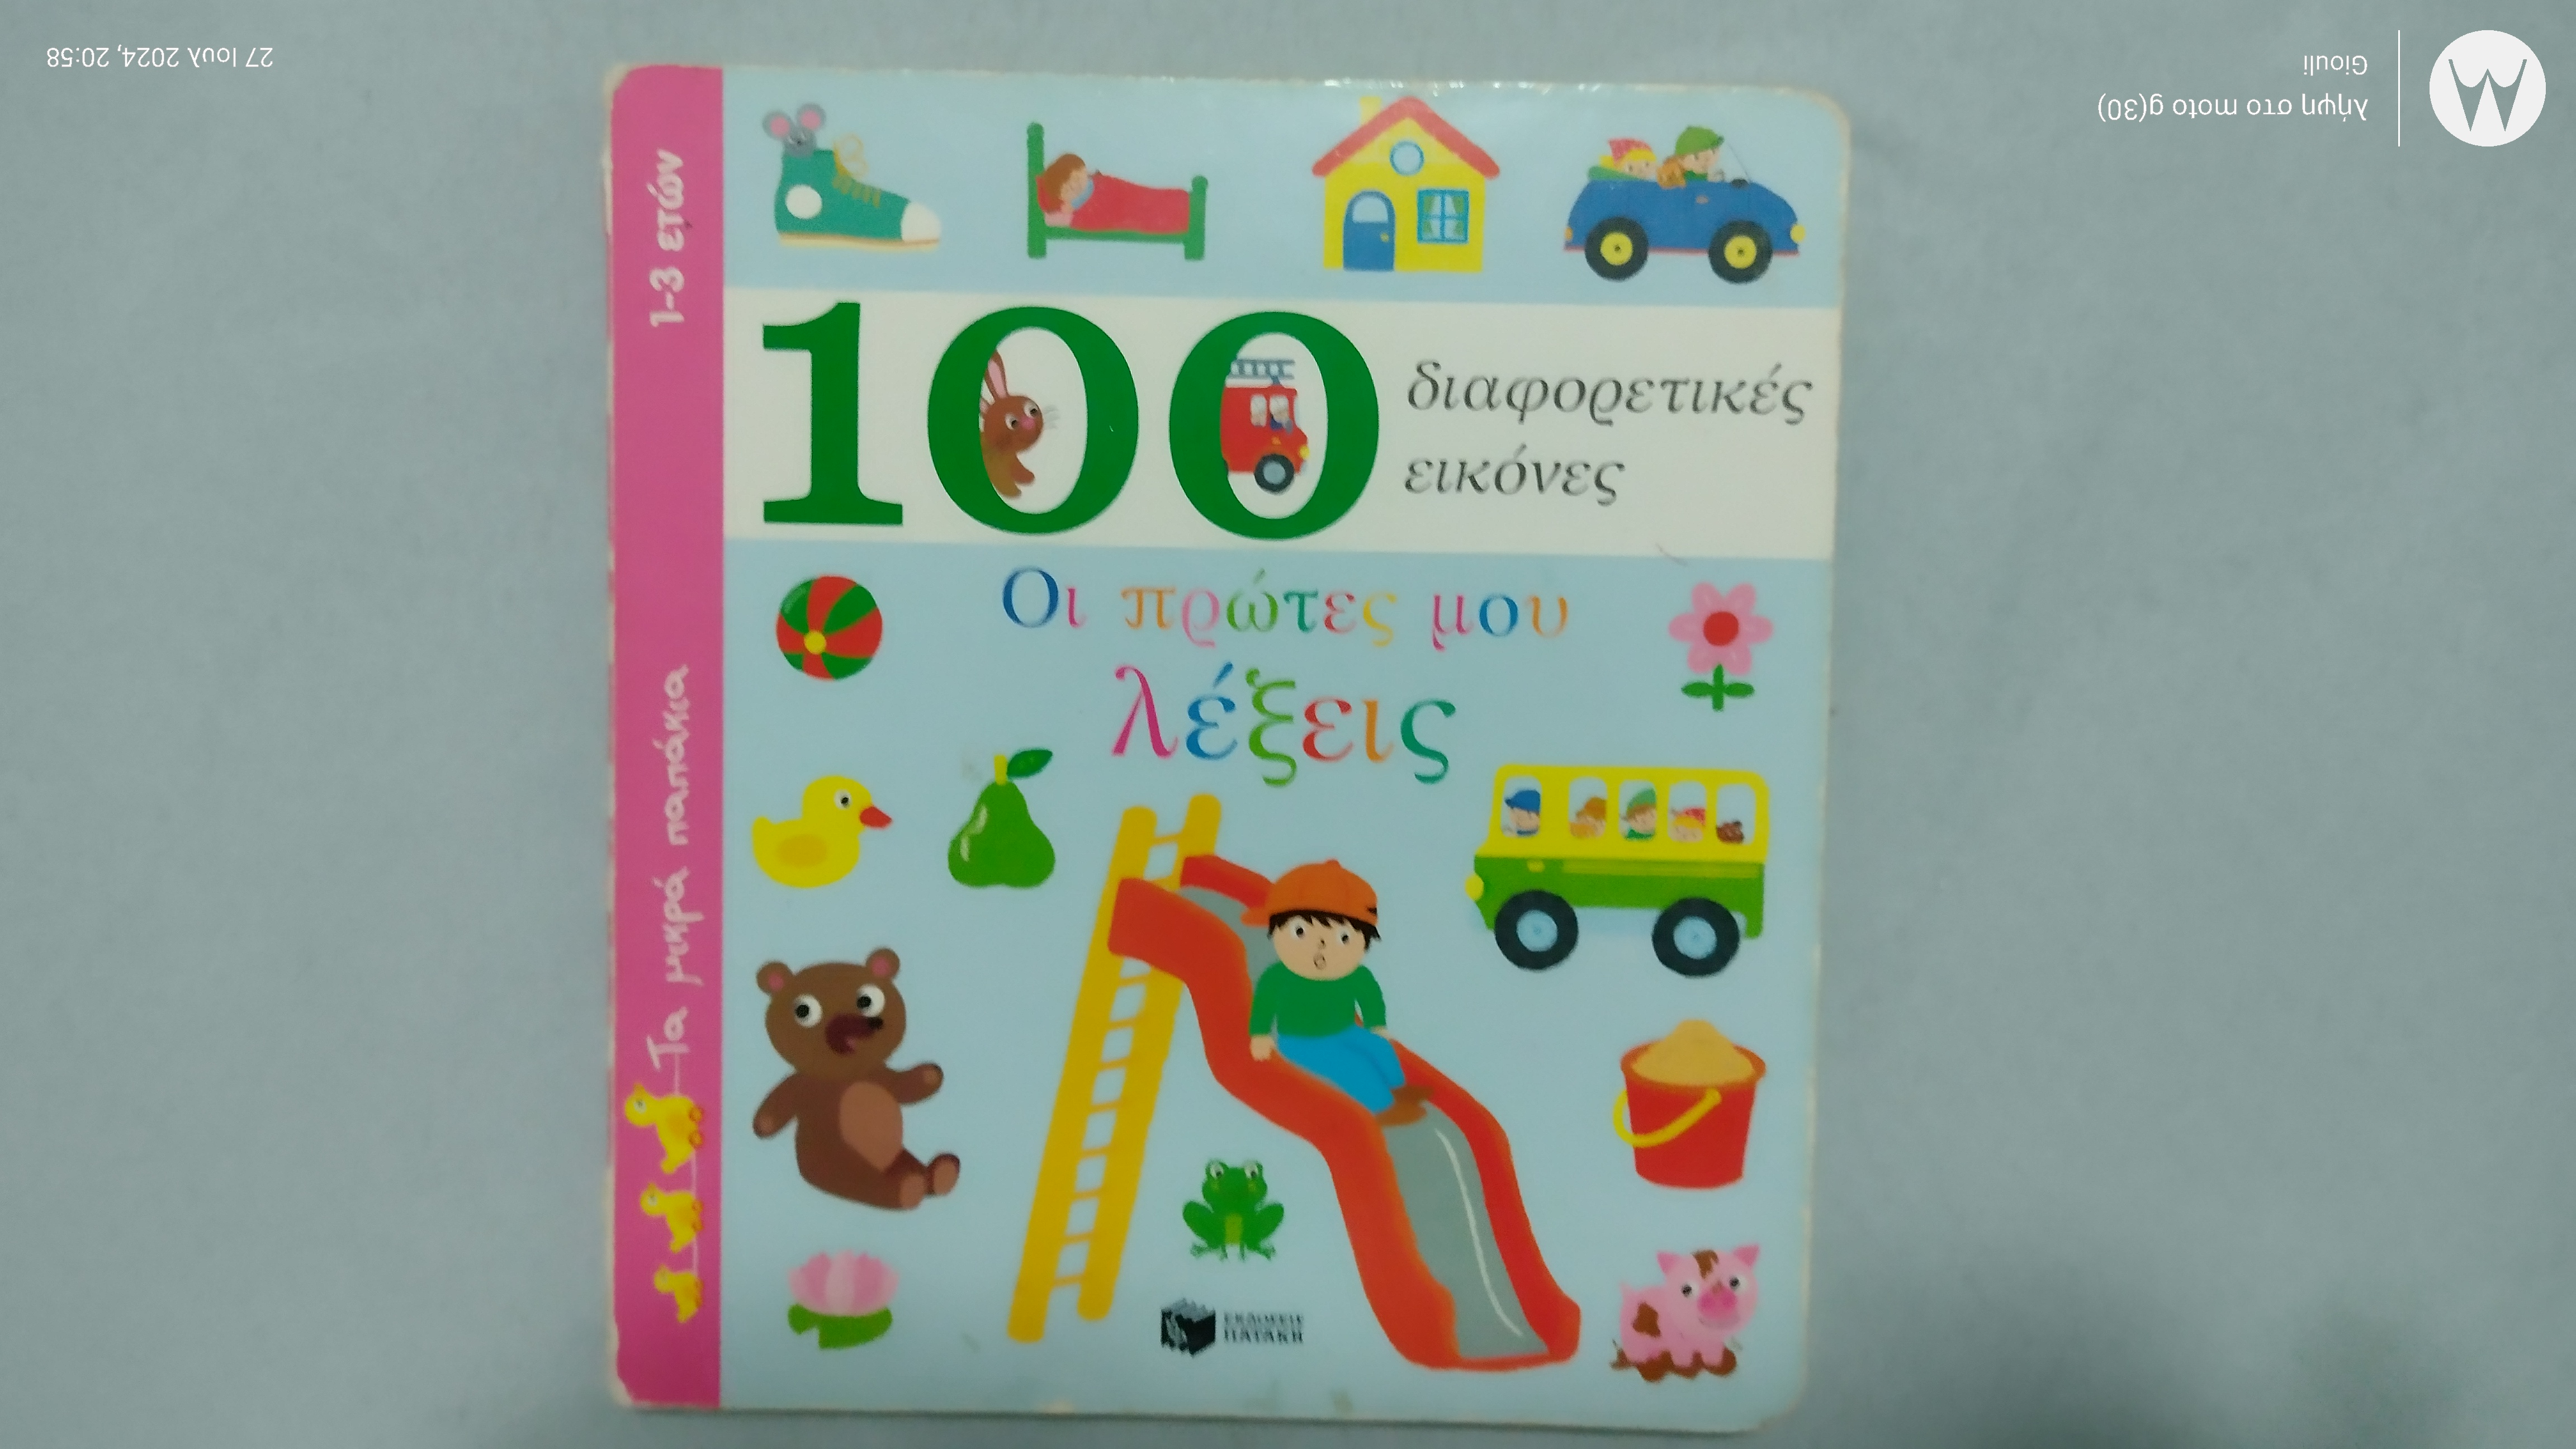 1-3 ετών
Τα μικρά παπάκια
100
διαφορετικές
εικόνες
Οι πρώτες μου
λέξεις
ΕΚΔΟΣΕΙΣ
ΠΑΤΑΚΗ
λήψη στο moto g(30)
Giouli
27 Ιουλ 2024, 20:58